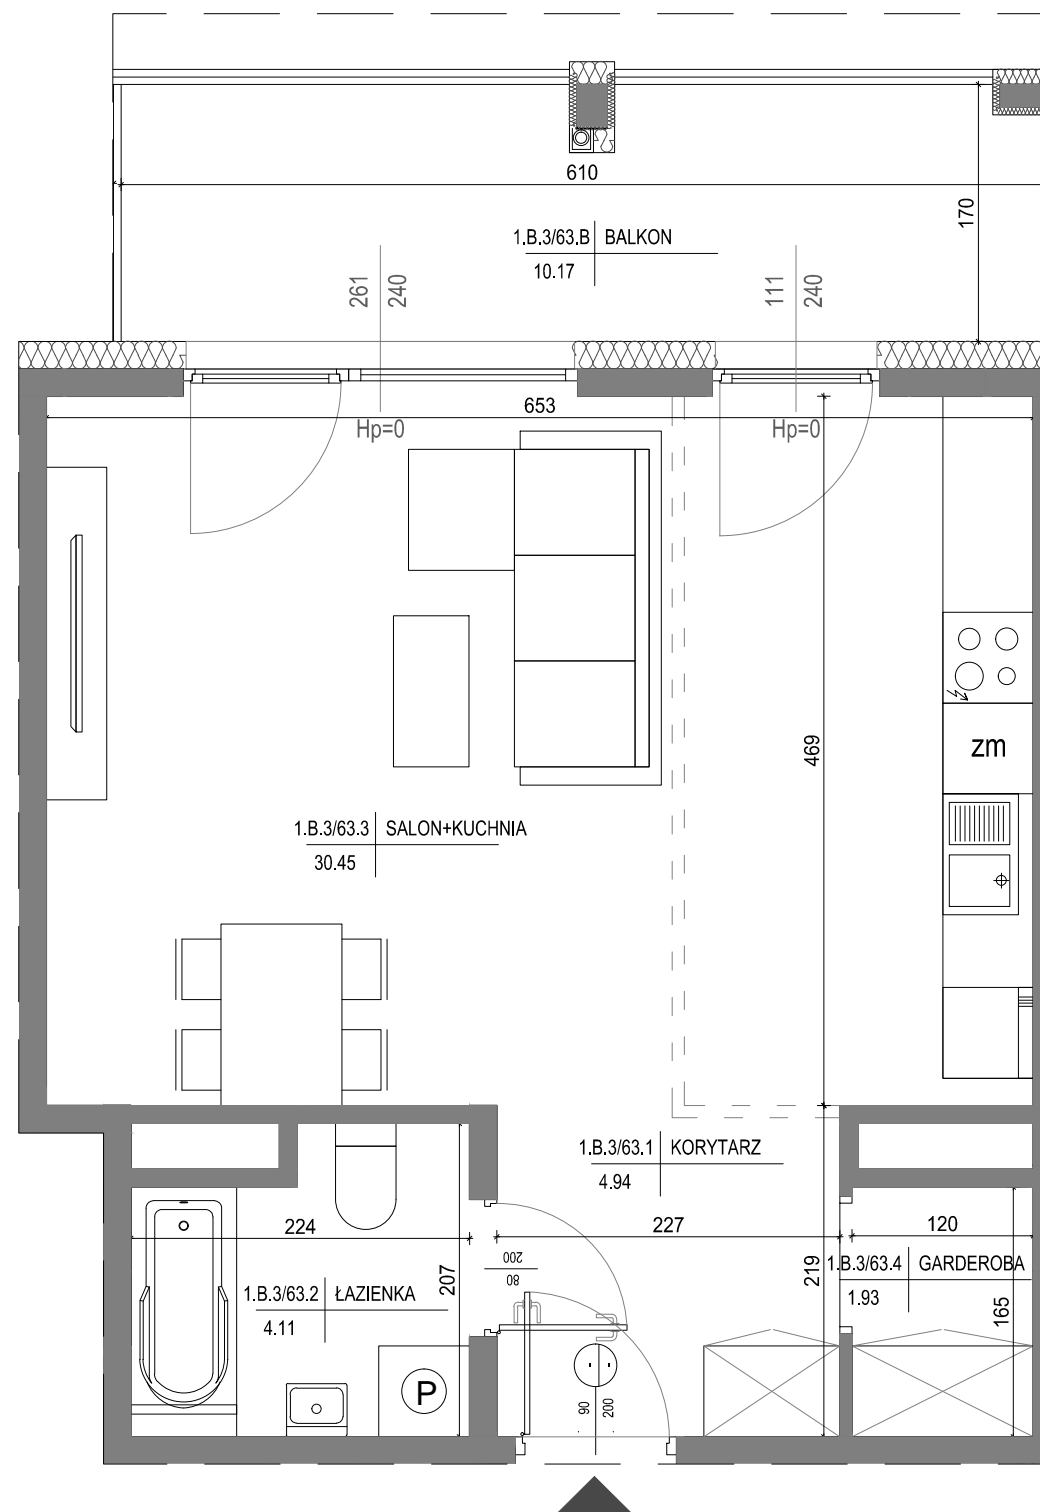 610
170
1.B.3/63.B BALKON
10.17
261
240
111
240
653
Hp=0
Hp=0
469
zm
1.B.3/63.3 SALON+KUCHNIA
30.45
1.B.3/63.1 KORYTARZ
4.94
224
227
120
207
200
80
219
1.B.3/63.4 GARDEROBA
1.93
165
1.B.3/63.2 ŁAZIENKA
4.11
P
90
200